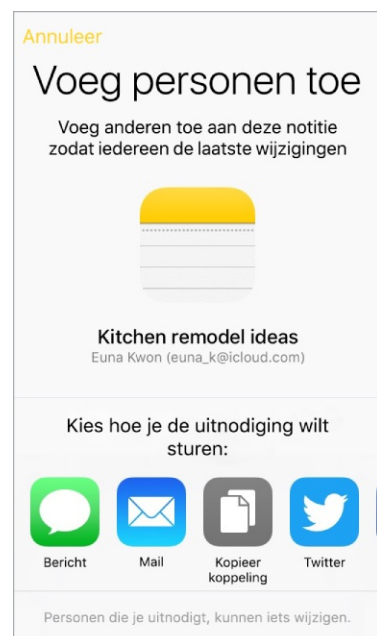 Annuleer
Voeg personen toe
Voeg anderen toe aan deze notitie
zodat iedereen de laatste wijzigingen
Kitchen remodel ideas
Euna Kwon (euna_k@icloud.com)
Kies hoe je de uitnodiging wilt
sturen:
Bericht
Mail
Kopieer
koppeling
Twitter
Personen die je uitnodigt, kunnen iets wijzigen.